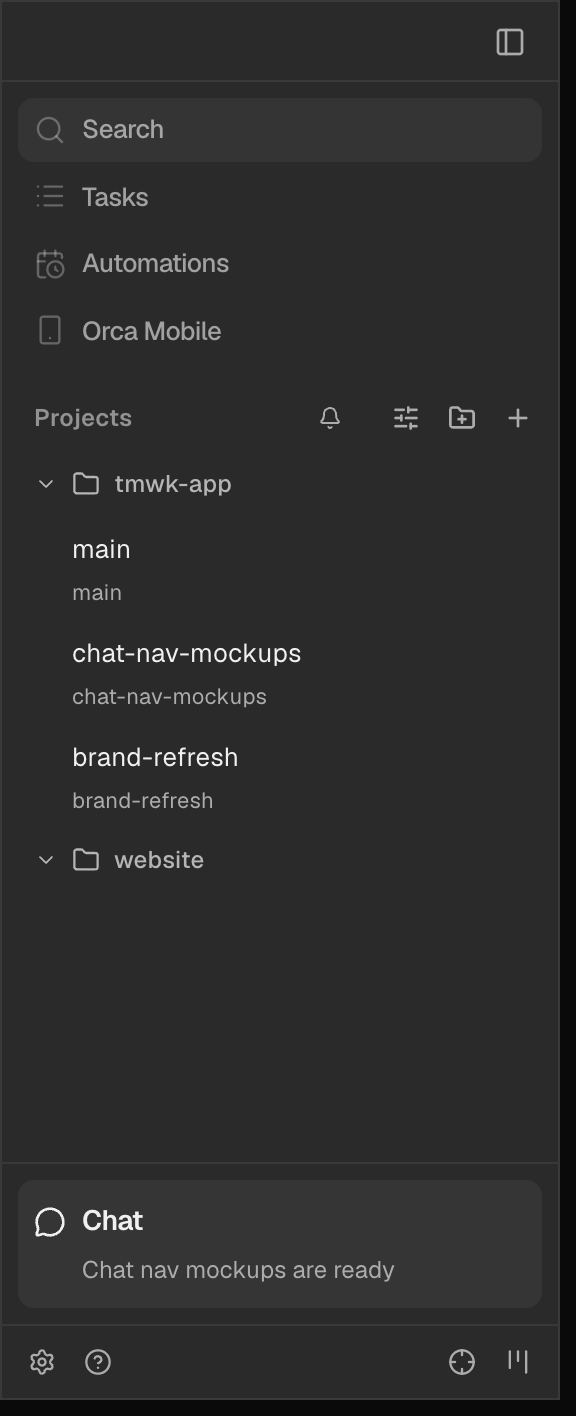 Search
Tasks
Automations
Orca Mobile
Projects
tmwk-app
main
main
chat-nav-mockups
chat-nav-mockups
brand-refresh
brand-refresh
website
Chat
Chat nav mockups are ready